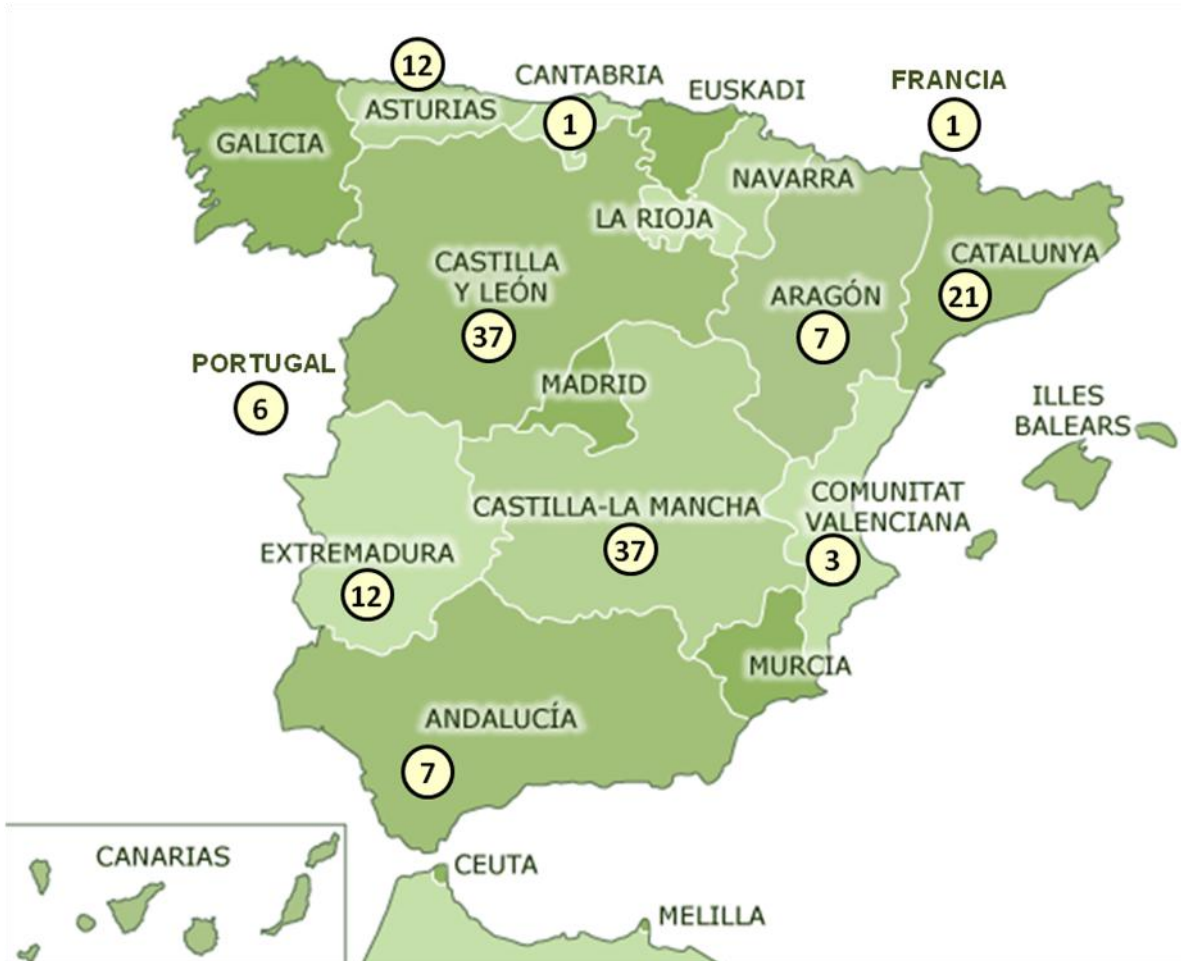 12
CANTABRIA
EUSKADI
FRANCIA
ASTURIAS
1
1
GALICIA
NAVARRA
LA RIOJA
CASTILLA
Y LEÓN
37
CATALUNYA
21
ARAGÓN
7
PORTUGAL
6
MADRID
ILLES
BALEARS
CASTILLA-LA MANCHA
37
COMUNITAT
VALENCIANA
3
EXTREMADURA
12
MURCIA
ANDALUCÍA
7
CANARIAS
CEUTA
MELILLA